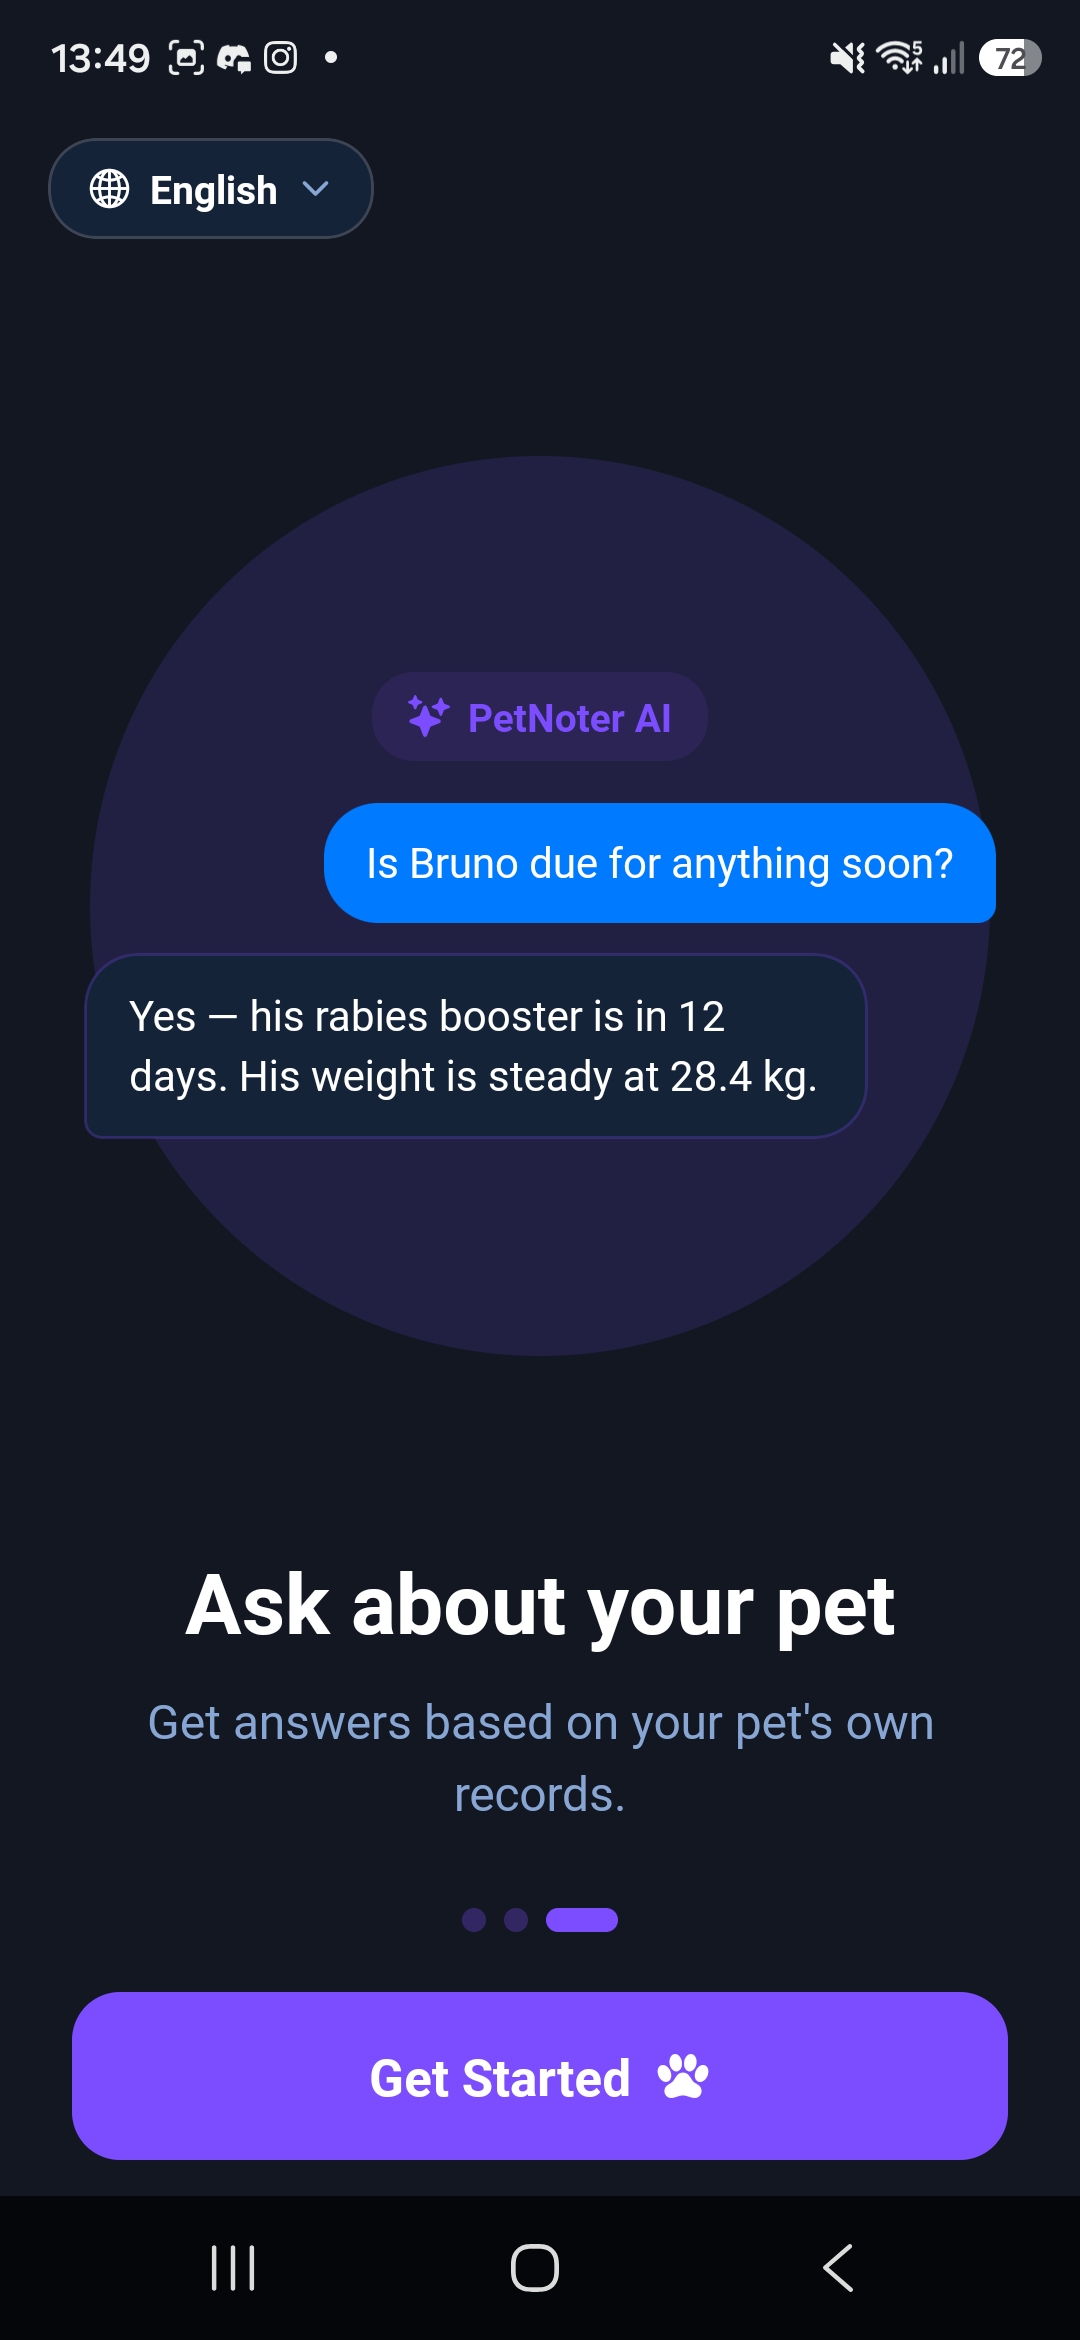 13:49
5
72
English
PetNoter AI
Is Bruno due for anything soon?
Yes — his rabies booster is in 12
days. His weight is steady at 28.4 kg.
Ask about your pet
Get answers based on your pet's own
records.
Get Started